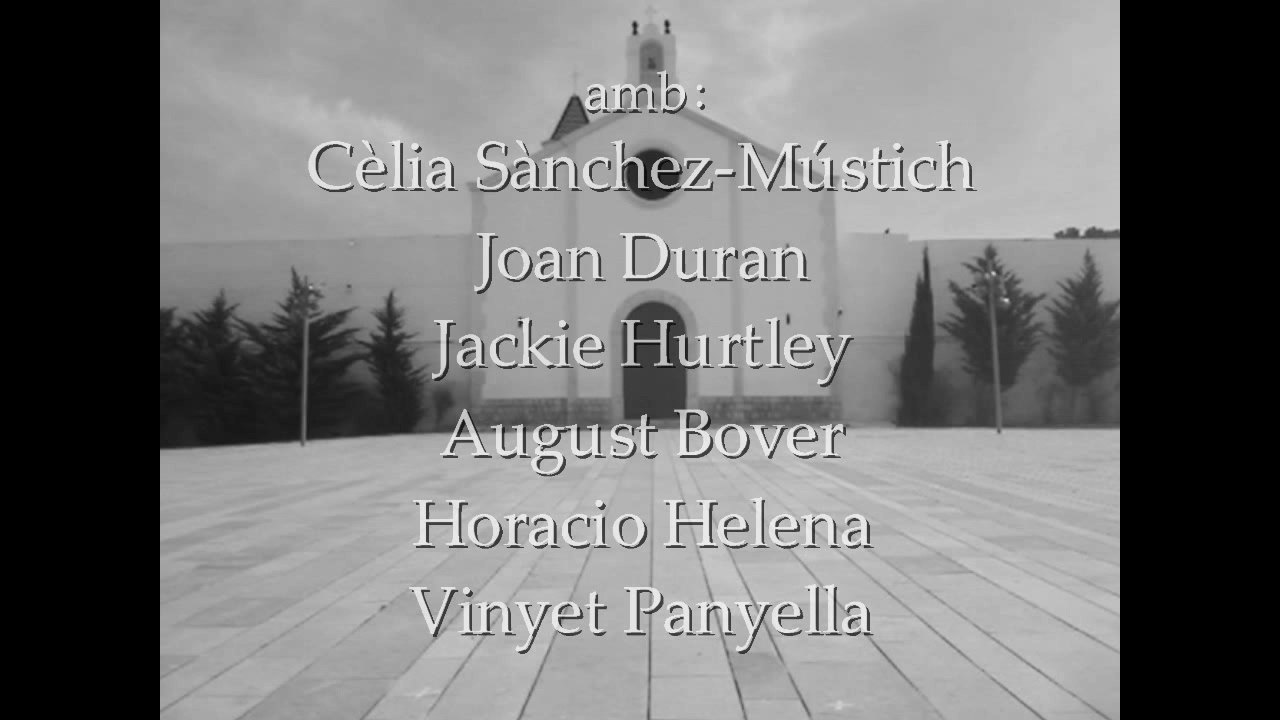 amb:
Cèlia Sànchez-Mústich
Joan Duran
Jackie Hurtley
August Bover
Horacio Helena
Vinyet Panyella